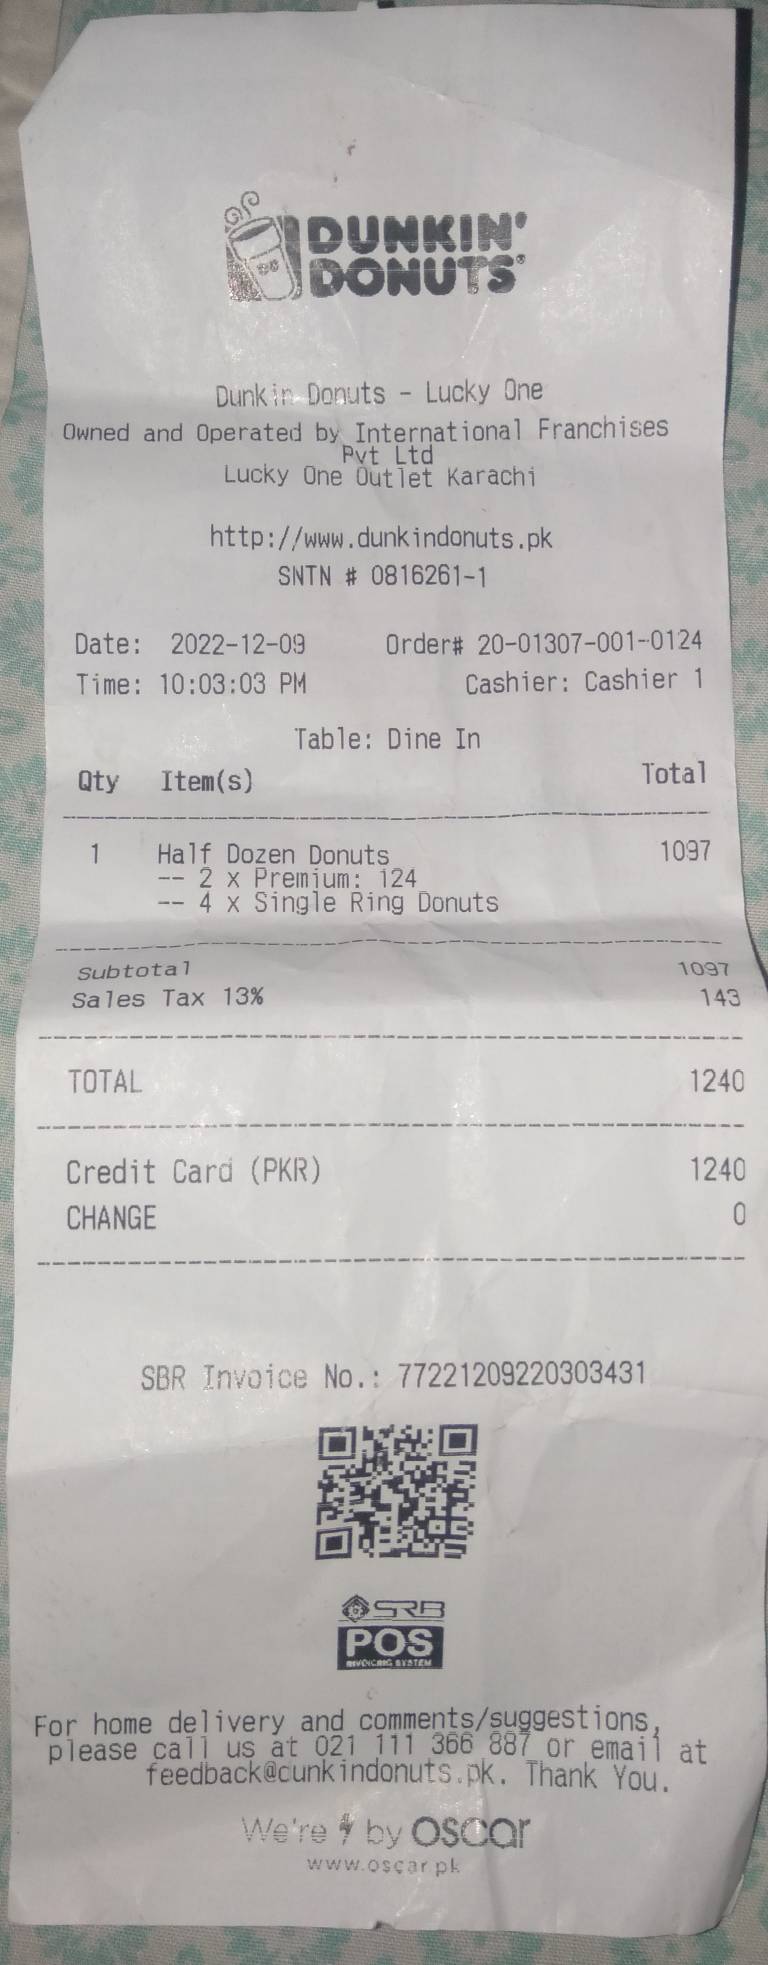 DUNKIN'
DONUTS
Dunkin Donuts - Lucky One
Owned and Operated by International Franchises
Pvt Ltd
Lucky One Outlet Karachi
http://www.dunkindonuts.pk
SNTN # 0816261-1
Date: 2022-12-09 Order# 20-01307-001-0124
Time: 10:03:03 PM Cashier: Cashier 1
Table: Dine In
Qty Item(s) Total
1 Half Dozen Donuts 1097
-- 2 x Premium: 124
-- 4 x Single Ring Donuts
Subtotal 1097
Sales Tax 13% 143
TOTAL 1240
Credit Card (PKR) 1240
CHANGE 0
SBR Invoice No.: 77221209220303431
SRB
POS
INVOICING SYSTEM
For home delivery and comments/suggestions,
please call us at 021 111 366 887 or email at
feedback@dunkindonuts.pk. Thank You.
We're by oscar
www.oscar.pk